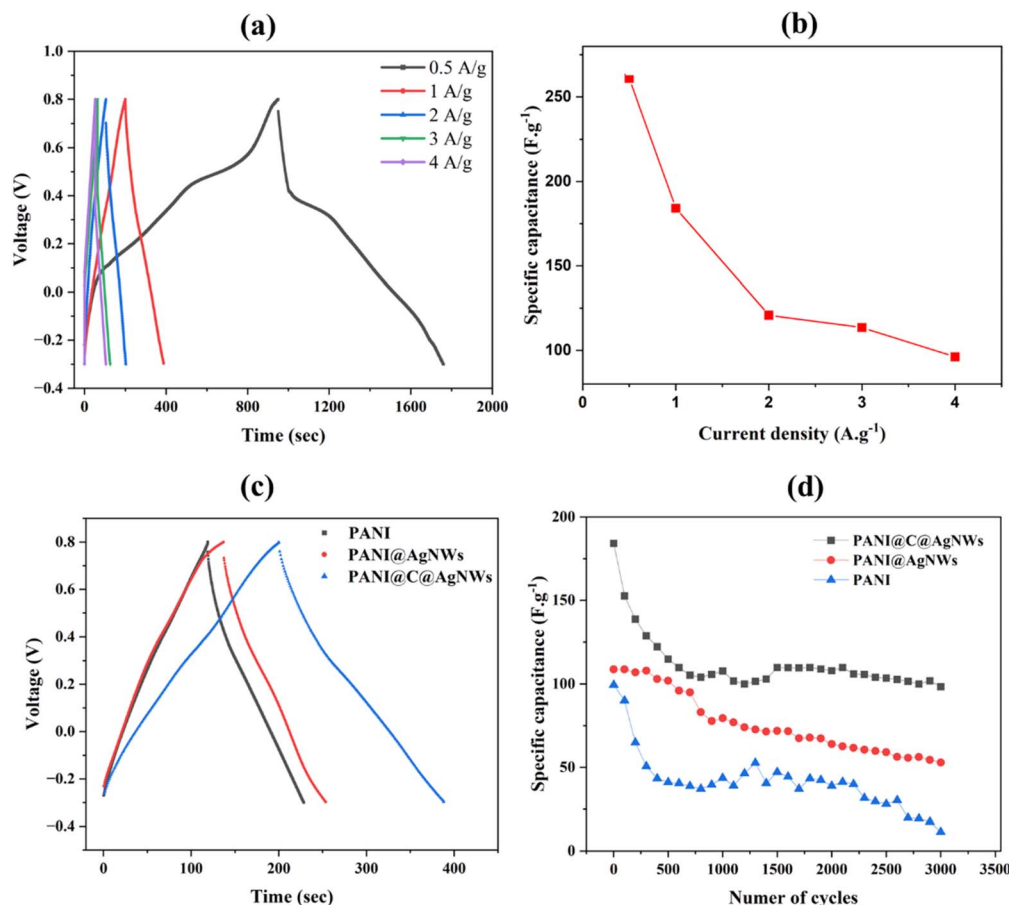 (a)
1.0
0.8
0.6
0.4
0.2
0.0
−0.2
−0.4
Voltage (V)
0.5 A/g
1 A/g
2 A/g
3 A/g
4 A/g
0
400
800
1200
1600
2000
Time (sec)
(b)
250
200
150
100
Specific capacitance (F.g⁻¹)
0
1
2
3
4
Current density (A.g⁻¹)
(c)
0.8
0.6
0.4
0.2
0.0
−0.2
−0.4
Voltage (V)
PANI
PANI@AgNWs
PANI@C@AgNWs
0
100
200
300
400
Time (sec)
(d)
200
150
100
50
0
Specific capacitance (F.g⁻¹)
PANI@C@AgNWs
PANI@AgNWs
PANI
0
500
1000
1500
2000
2500
3000
3500
Numer of cycles